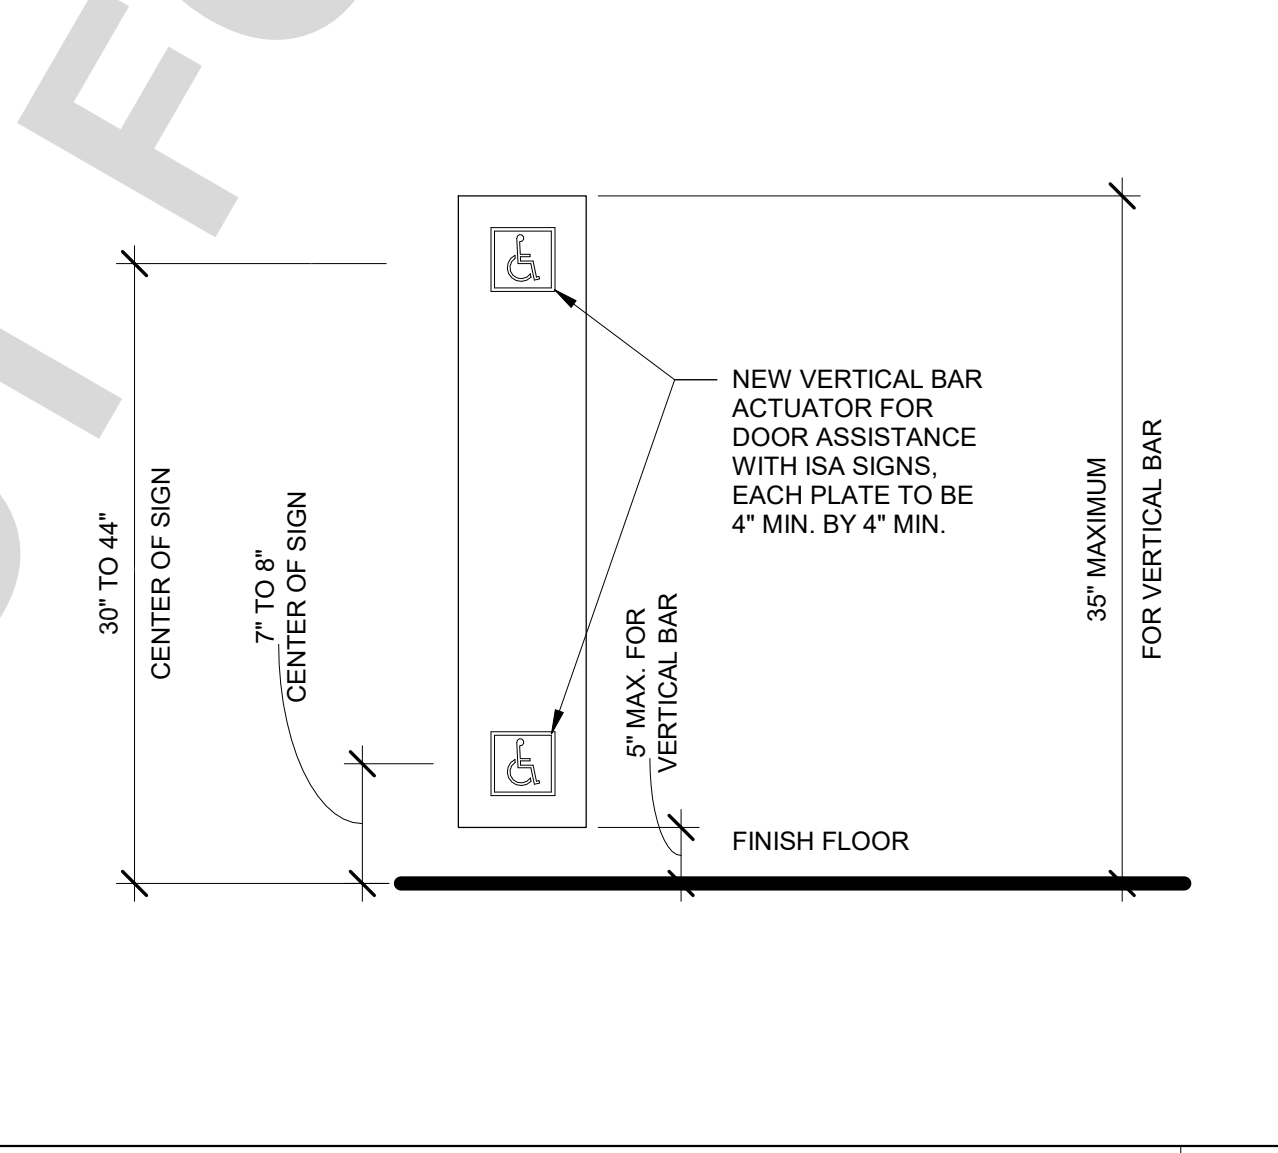 30" TO 44"
CENTER OF SIGN
7" TO 8"
CENTER OF SIGN
NEW VERTICAL BAR
ACTUATOR FOR
DOOR ASSISTANCE
WITH ISA SIGNS,
EACH PLATE TO BE
4" MIN. BY 4" MIN.
5" MAX. FOR
VERTICAL BAR
35" MAXIMUM
FOR VERTICAL BAR
FINISH FLOOR